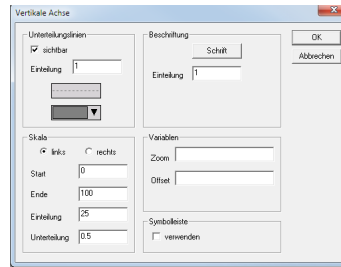 Vertikale Achse
Unterteilungslinien
sichtbar
Einteilung 1
Beschriftung
Schrift
Einteilung 1
OK
Abbrechen
Skala
links rechts
Start 0
Ende 100
Einteilung 25
Unterteilung 0.5
Variablen
Zoom
Offset
Symbolleiste
verwenden